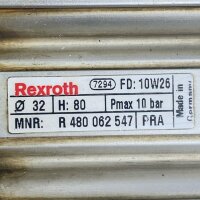 Rexroth 7294 FD: 10W26
Ø 32 H: 80 Pmax 10 bar
MNR: R 480 062 547 PRA
Made in
Germany